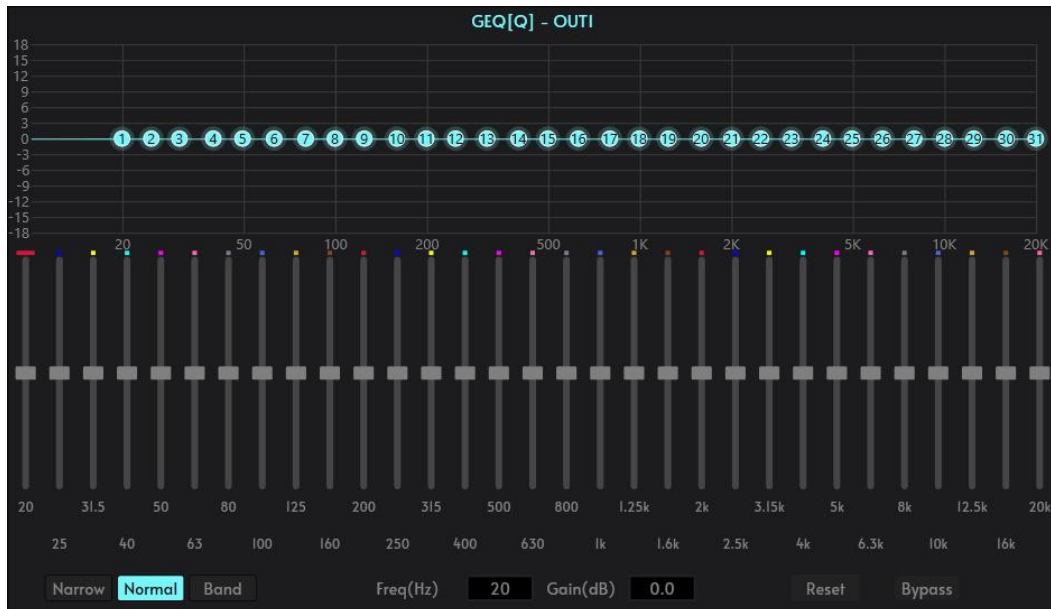 GEQ[Q] - OUT1
18
15
12
9
6
3
0
-3
-6
-9
-12
-15
-18
1 2 3 4 5 6 7 8 9 10 11 12 13 14 15 16 17 18 19 20 21 22 23 24 25 26 27 28 29 30 31
20 50 100 200 500 1K 2K 5K 10K 20K
20 31.5 50 80 125 200 315 500 800 1.25k 2k 3.15k 5k 8k 12.5k 20k
25 40 63 100 160 250 400 630 1k 1.6k 2.5k 4k 6.3k 10k 16k
Narrow Normal Band Freq(Hz) 20 Gain(dB) 0.0 Reset Bypass